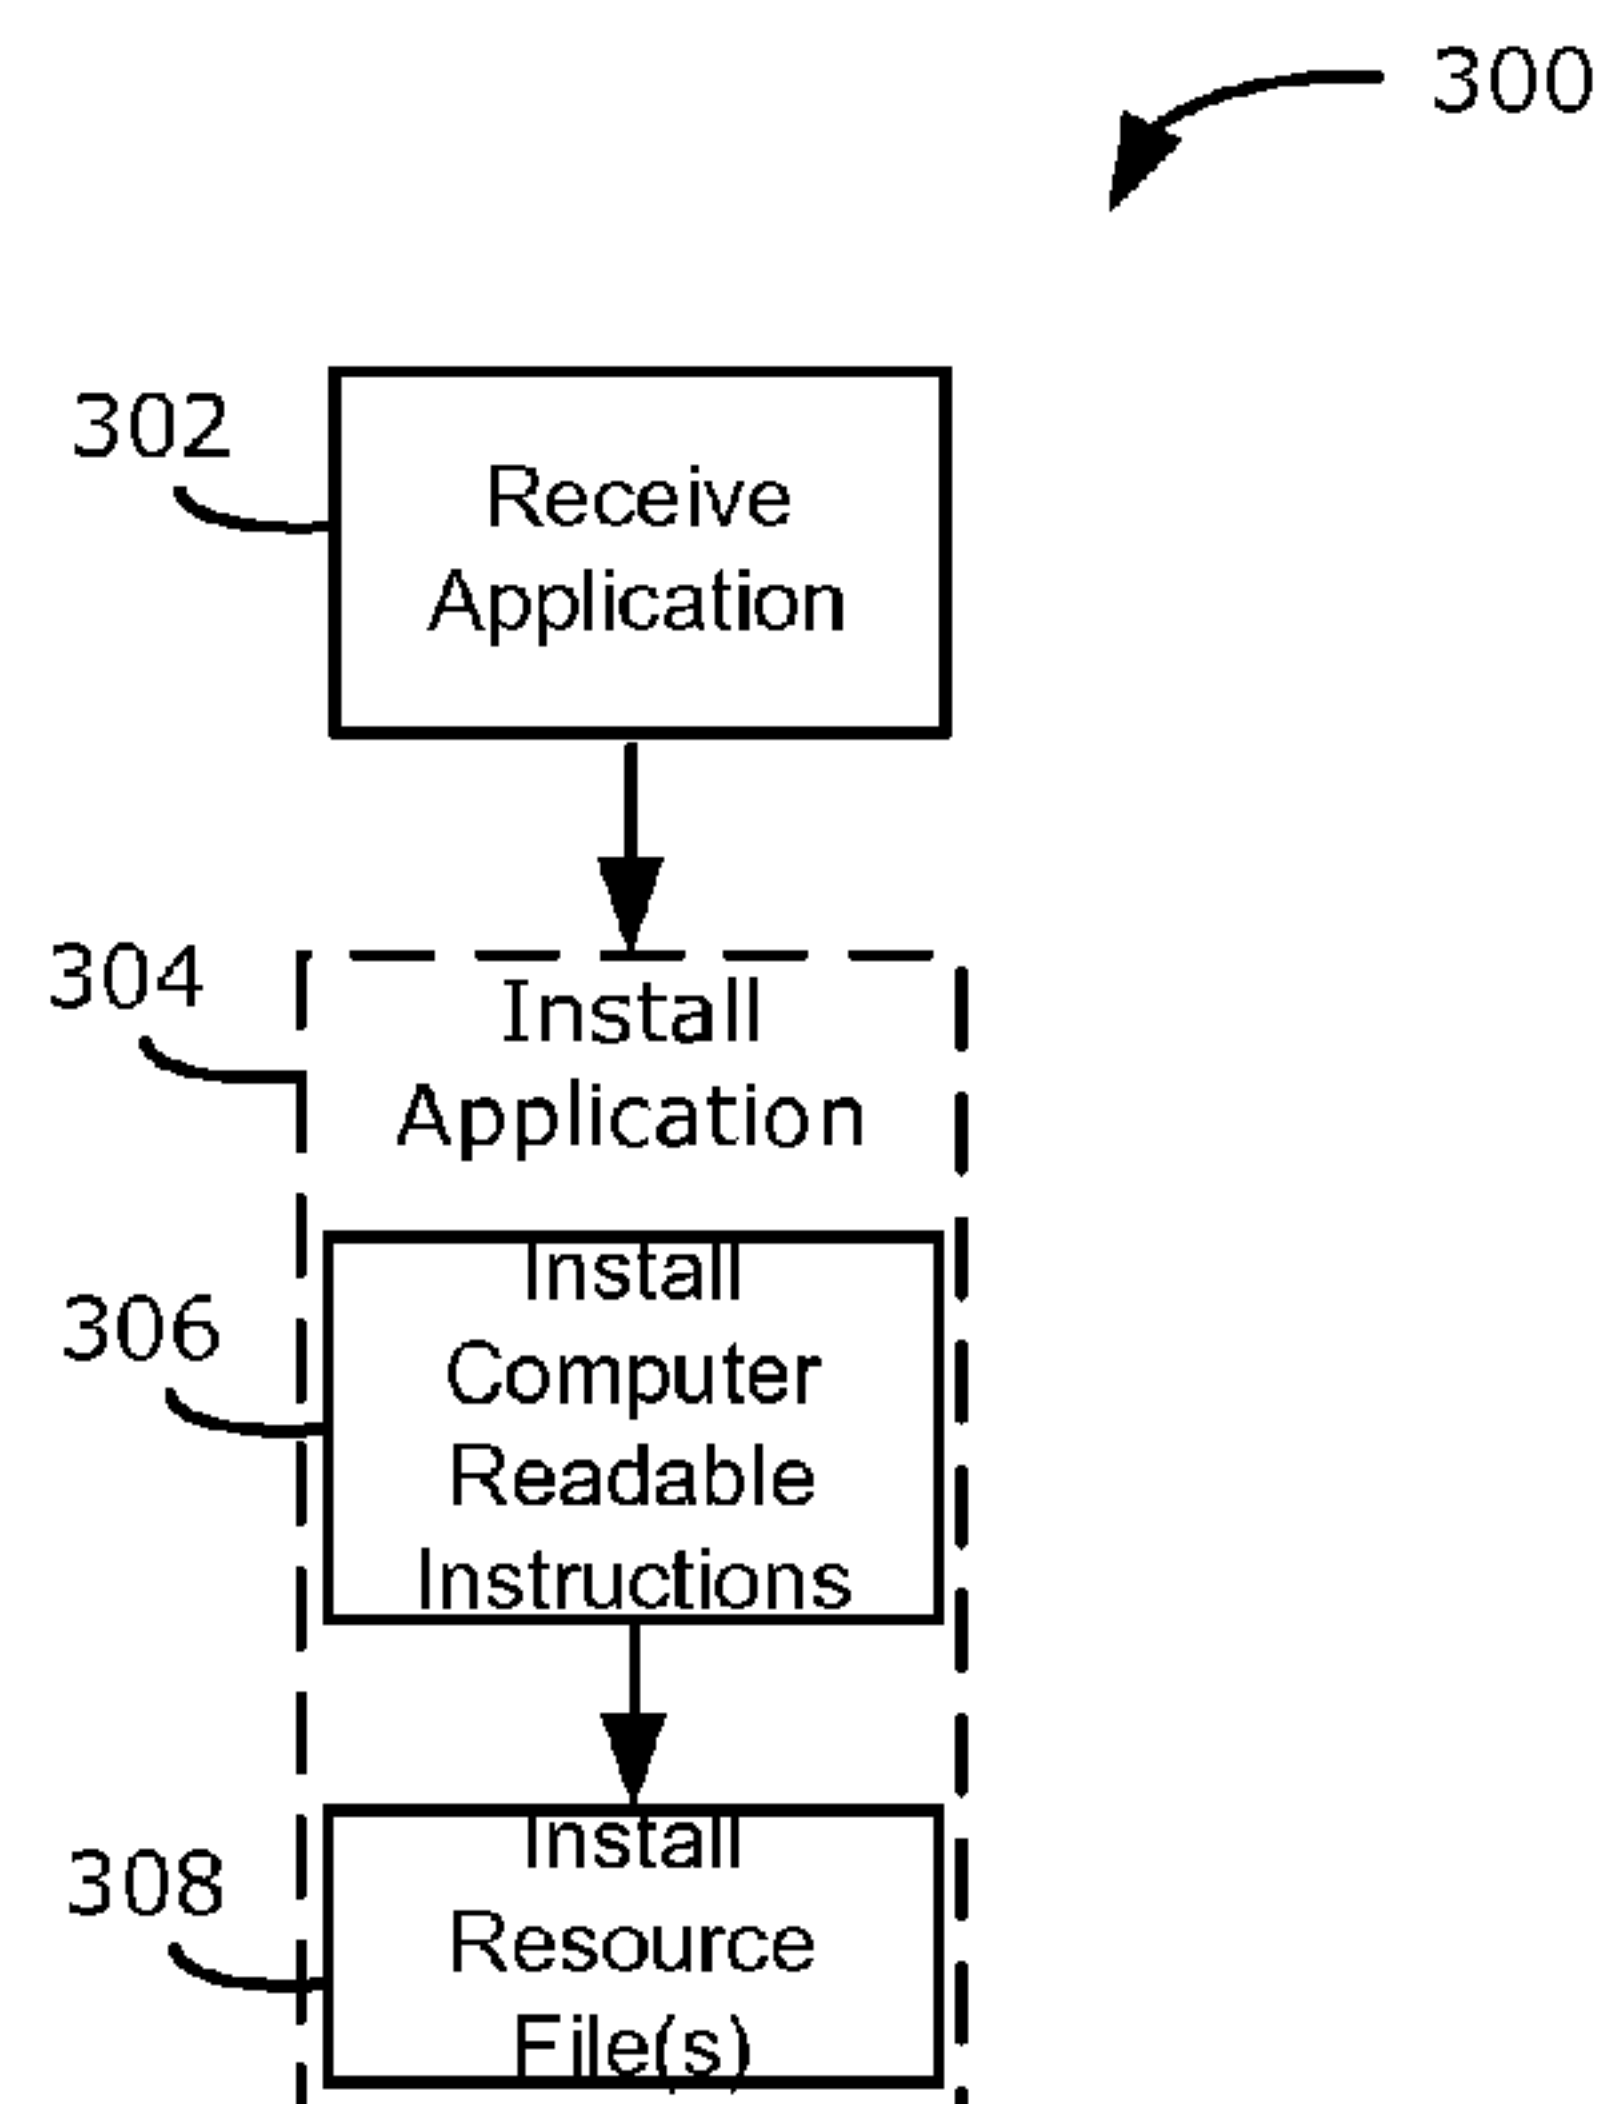 300
302
Receive
Application
304
Install
Application
306
Install
Computer
Readable
Instructions
308
Install
Resource
File(s)